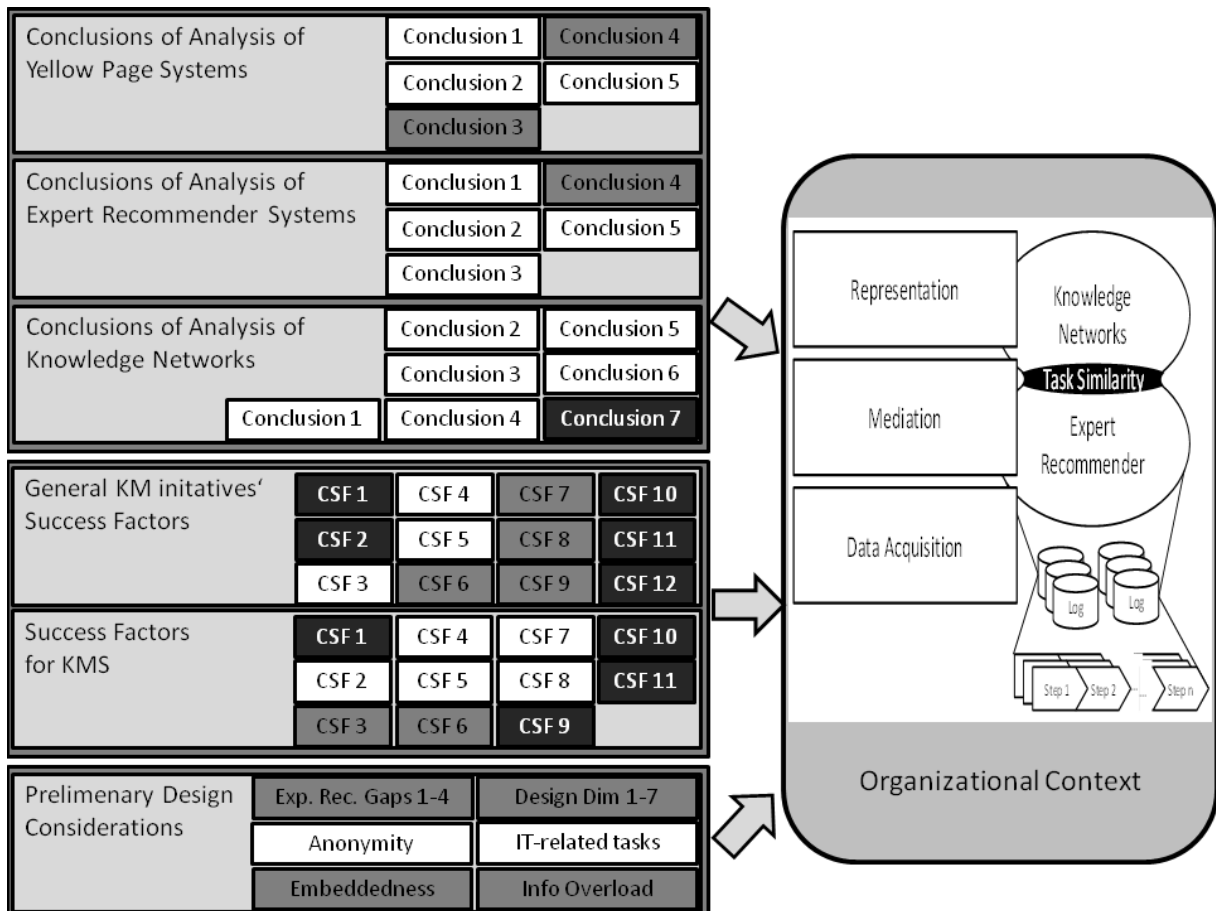 Conclusions of Analysis of
Yellow Page Systems
Conclusion 1
Conclusion 4
Conclusion 2
Conclusion 5
Conclusion 3
Conclusions of Analysis of
Expert Recommender Systems
Conclusion 1
Conclusion 4
Conclusion 2
Conclusion 5
Conclusion 3
Conclusions of Analysis of
Knowledge Networks
Conclusion 2
Conclusion 5
Conclusion 3
Conclusion 6
Conclusion 1
Conclusion 4
Conclusion 7
General KM initatives‘
Success Factors
CSF 1
CSF 4
CSF 7
CSF 10
CSF 2
CSF 5
CSF 8
CSF 11
CSF 3
CSF 6
CSF 9
CSF 12
Success Factors
for KMS
CSF 1
CSF 4
CSF 7
CSF 10
CSF 2
CSF 5
CSF 8
CSF 11
CSF 3
CSF 6
CSF 9
Prelimenary Design
Considerations
Exp. Rec. Gaps 1-4
Design Dim 1-7
Anonymity
IT-related tasks
Embeddedness
Info Overload
Representation
Mediation
Data Acquisition
Knowledge
Networks
Task Similarity
Expert
Recommender
Log
Log
Step 1
Step 2
...
Step n
Organizational Context